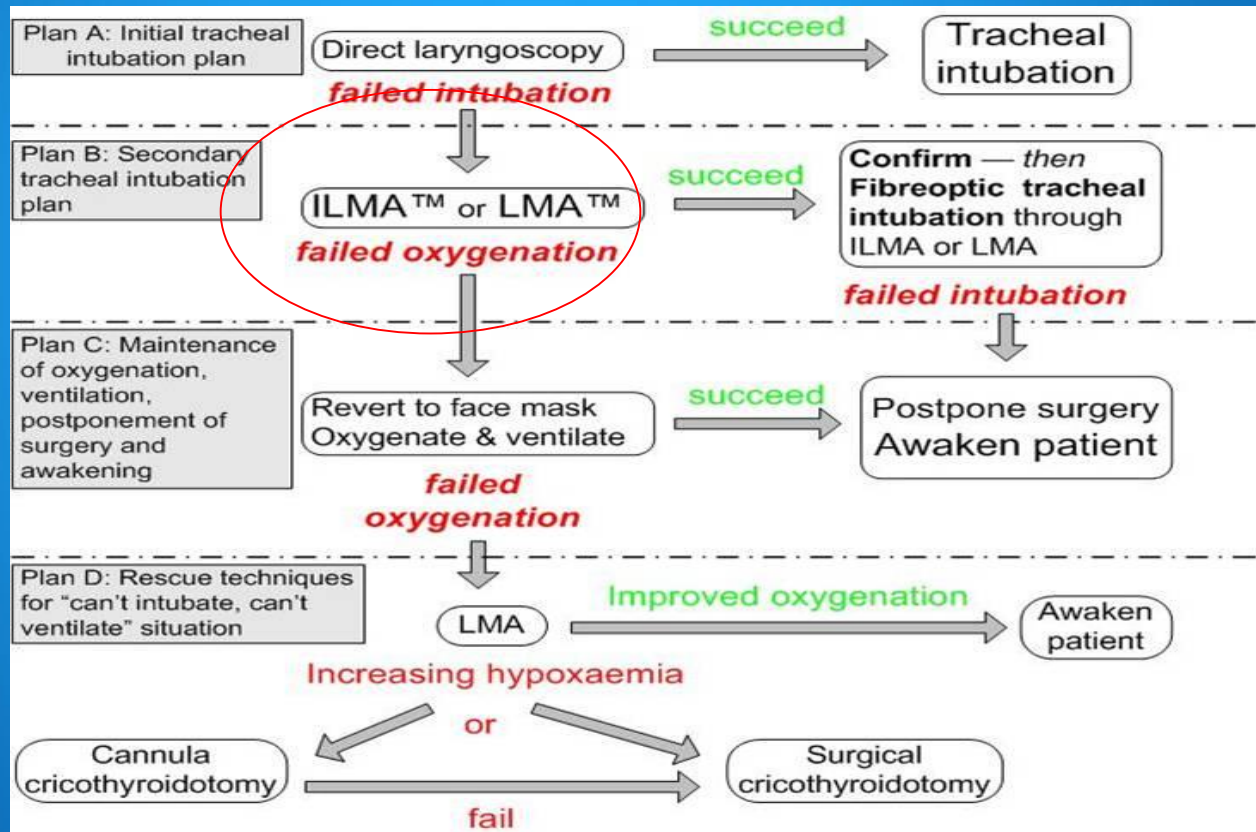 Plan A: Initial tracheal
intubation plan
Direct laryngoscopy
succeed
Tracheal
intubation
failed intubation
Plan B: Secondary
tracheal intubation
plan
ILMA™ or LMA™
succeed
Confirm — then
Fibreoptic tracheal
intubation through
ILMA or LMA
failed oxygenation
failed intubation
Plan C: Maintenance
of oxygenation,
ventilation,
postponement of
surgery and
awakening
Revert to face mask
Oxygenate & ventilate
succeed
Postpone surgery
Awaken patient
failed
oxygenation
Plan D: Rescue techniques
for “can’t intubate, can’t
ventilate” situation
LMA
Improved oxygenation
Awaken
patient
Increasing hypoxaemia
or
Cannula
cricothyroidotomy
fail
Surgical
cricothyroidotomy